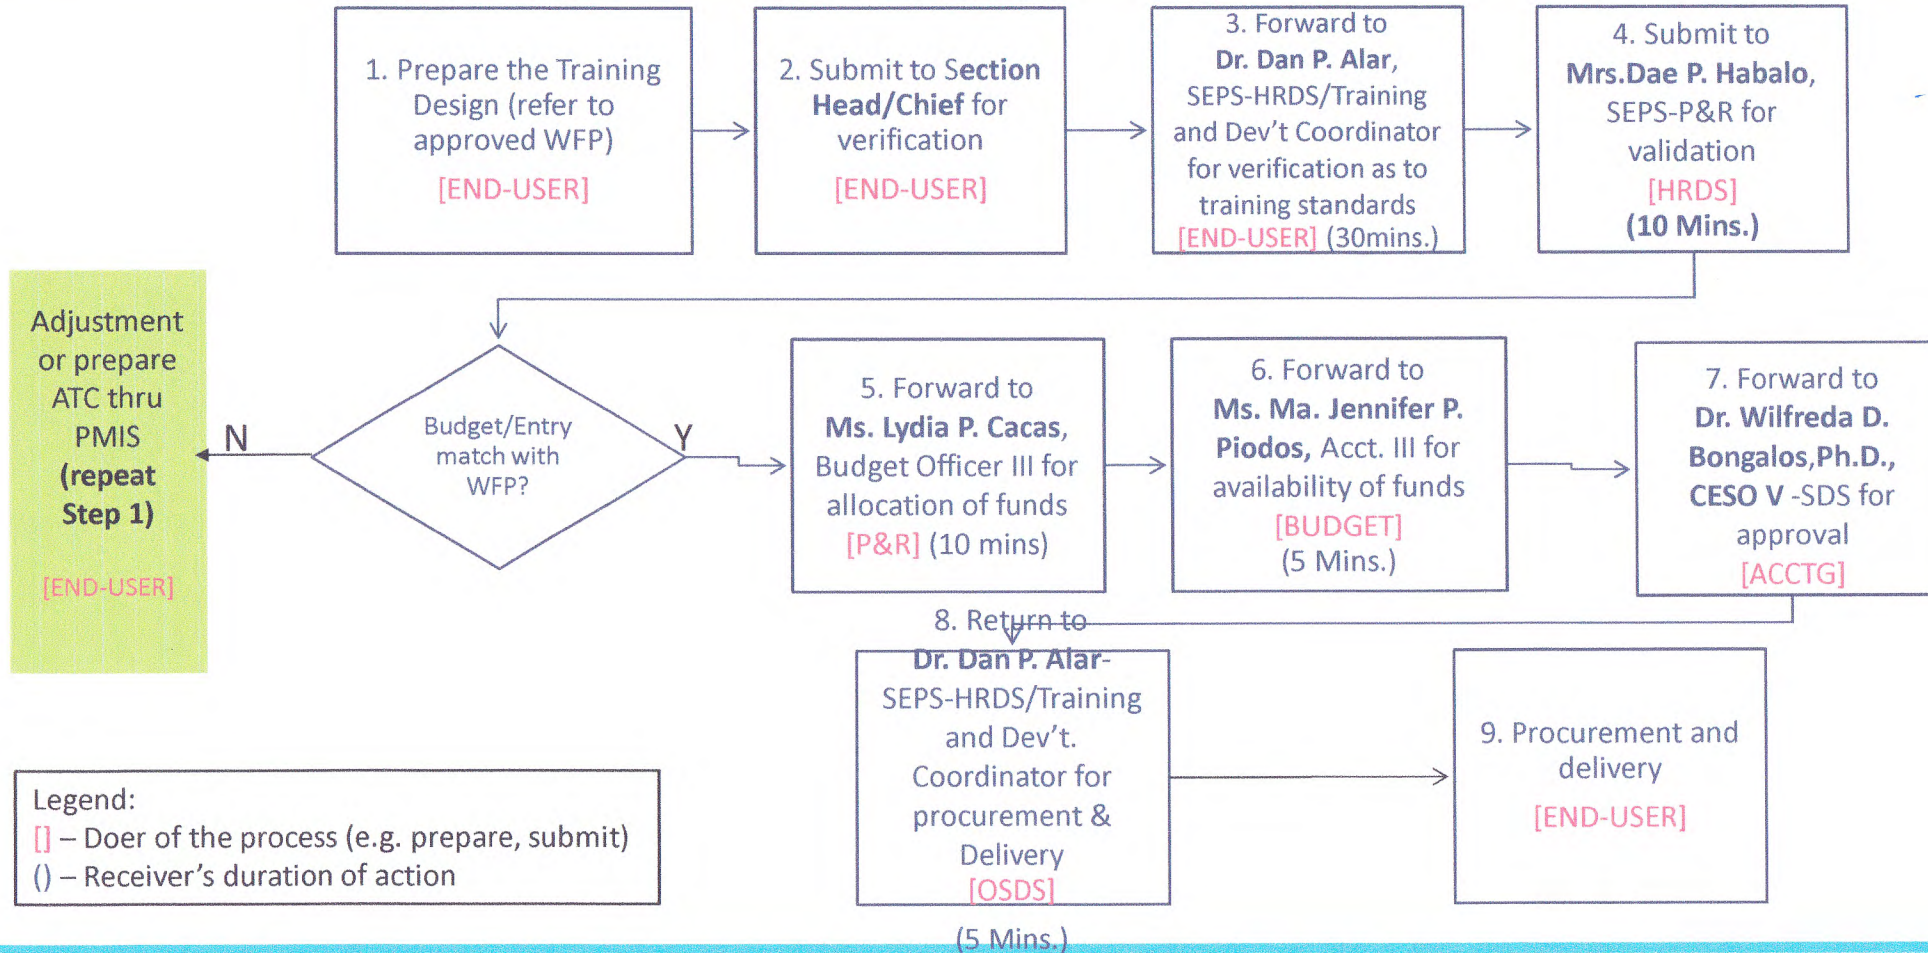 1. Prepare the Training
Design (refer to
approved WFP)
[END-USER]
2. Submit to Section
Head/Chief for
verification
[END-USER]
3. Forward to
Dr. Dan P. Alar,
SEPS-HRDS/Training
and Dev't Coordinator
for verification as to
training standards
[END-USER] (30mins.)
4. Submit to
Mrs.Dae P. Habalo,
SEPS-P&R for
validation
[HRDS]
(10 Mins.)
Adjustment
or prepare
ATC thru
PMIS
(repeat
Step 1)
[END-USER]
N
Budget/Entry
match with
WFP?
Y
5. Forward to
Ms. Lydia P. Cacas,
Budget Officer III for
allocation of funds
[P&R] (10 mins)
6. Forward to
Ms. Ma. Jennifer P.
Piodos, Acct. III for
availability of funds
[BUDGET]
(5 Mins.)
7. Forward to
Dr. Wilfreda D.
Bongalos,Ph.D.,
CESO V -SDS for
approval
[ACCTG]
8. Return to
Dr. Dan P. Alar-
SEPS-HRDS/Training
and Dev't.
Coordinator for
procurement &
Delivery
[OSDS]
(5 Mins.)
9. Procurement and
delivery
[END-USER]
Legend:
[] – Doer of the process (e.g. prepare, submit)
() – Receiver's duration of action